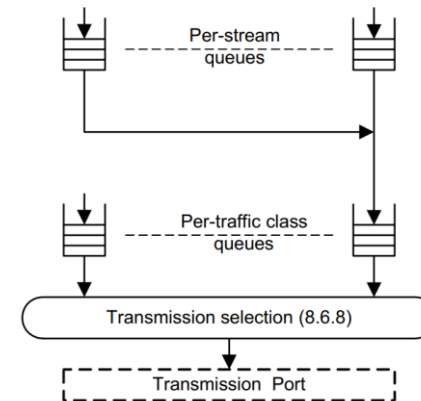 Per-stream
queues
Per-traffic class
queues
Transmission selection (8.6.8)
Transmission Port